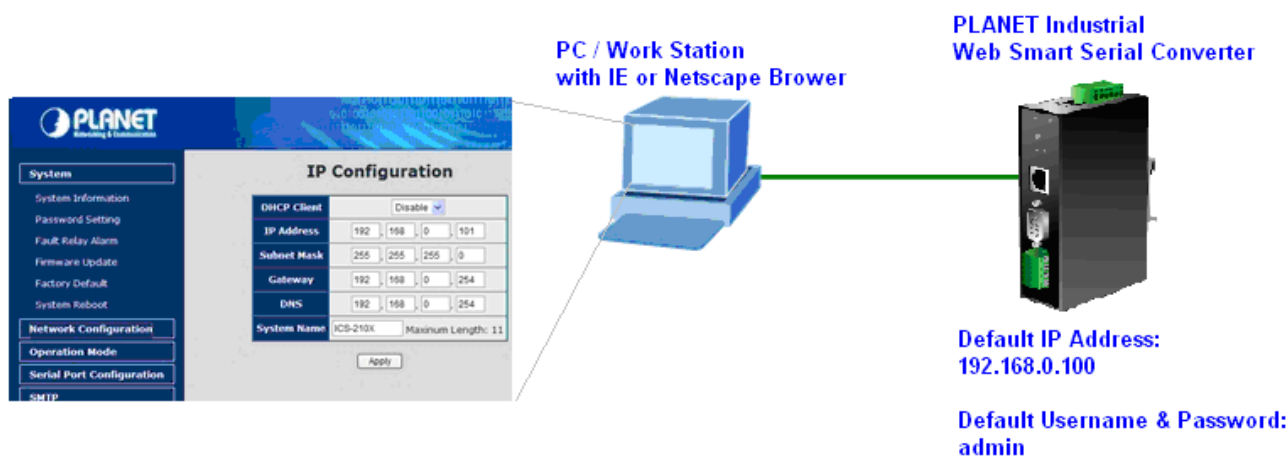 PLANET Industrial
Web Smart Serial Converter
PC / Work Station
with IE or Netscape Brower
PLANET
Networking & Communication
System
System Information
Password Setting
Fault Relay Alarm
Firmware Update
Factory Default
System Reboot
Network Configuration
Operation Mode
Serial Port Configuration
SMTP
IP Configuration
DHCP Client Disable
IP Address 192 . 168 . 0 . 101
Subnet Mask 255 . 255 . 255 . 0
Gateway 192 . 168 . 0 . 254
DNS 192 . 168 . 0 . 254
System Name ICS-210X Maxinum Length: 11
Apply
Default IP Address:
192.168.0.100
Default Username & Password:
admin